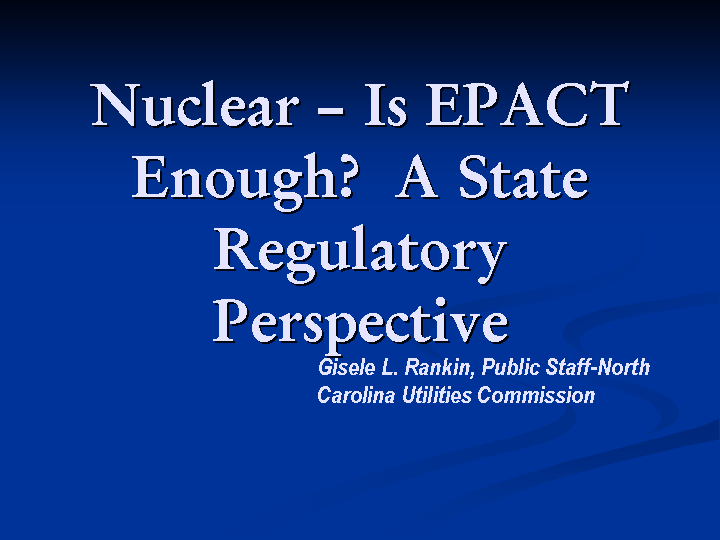 Nuclear – Is EPACT
Enough?  A State
Regulatory
Perspective
Gisele L. Rankin, Public Staff-North
Carolina Utilities Commission